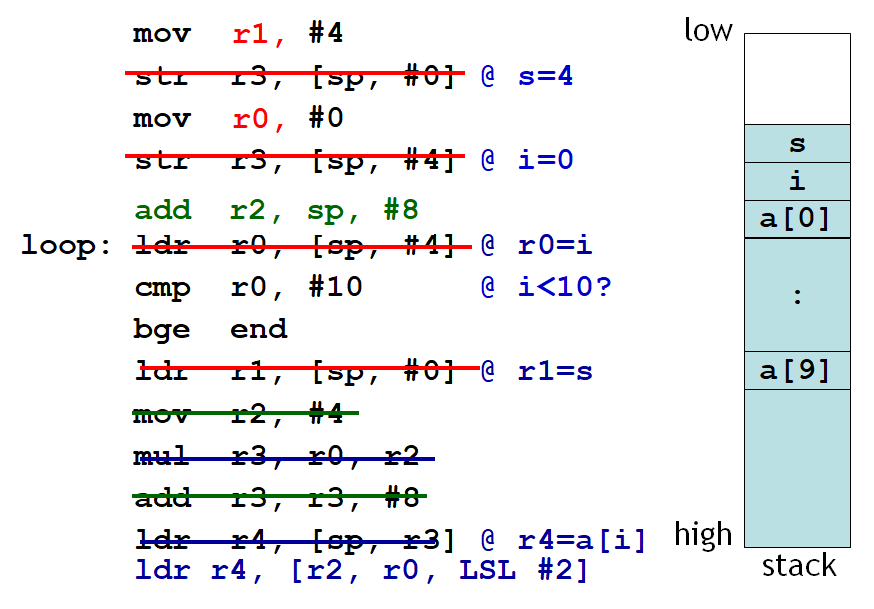 mov r1, #4
str r3, [sp, #0] @ s=4
mov r0, #0
str r3, [sp, #4] @ i=0
add r2, sp, #8
loop: ldr r0, [sp, #4] @ r0=i
cmp r0, #10 @ i<10?
bge end
ldr r1, [sp, #0] @ r1=s
mov r2, #4
mul r3, r0, r2
add r3, r3, #8
ldr r4, [sp, r3] @ r4=a[i]
ldr r4, [r2, r0, LSL #2]
low
s
i
a[0]
:
a[9]
high
stack